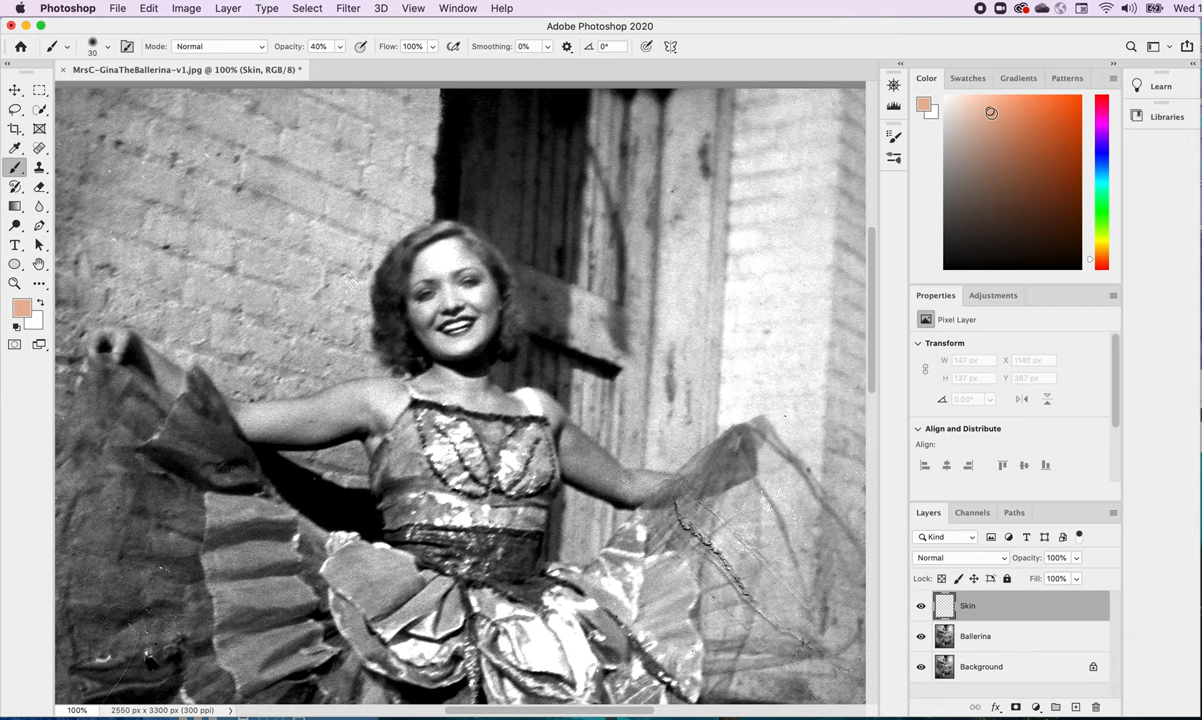 Photoshop File Edit Image Layer Type Select Filter 3D View Window Help Wed 1
Adobe Photoshop 2020
30 Mode: Normal Opacity: 40% Flow: 100% Smoothing: 0% 0°
× MrsC-GinaTheBallerina-v1.jpg @ 100% (Skin, RGB/8) *
Color Swatches Gradients Patterns
Learn
Libraries
Properties Adjustments
Pixel Layer
Transform
W 147 px X 1140 px
H 137 px Y 387 px
0.00°
Align and Distribute
Align:
Layers Channels Paths
Kind
Normal Opacity: 100%
Lock: Fill: 100%
Skin
Ballerina
Background
fx
100% 2550 px x 3300 px (300 ppi)